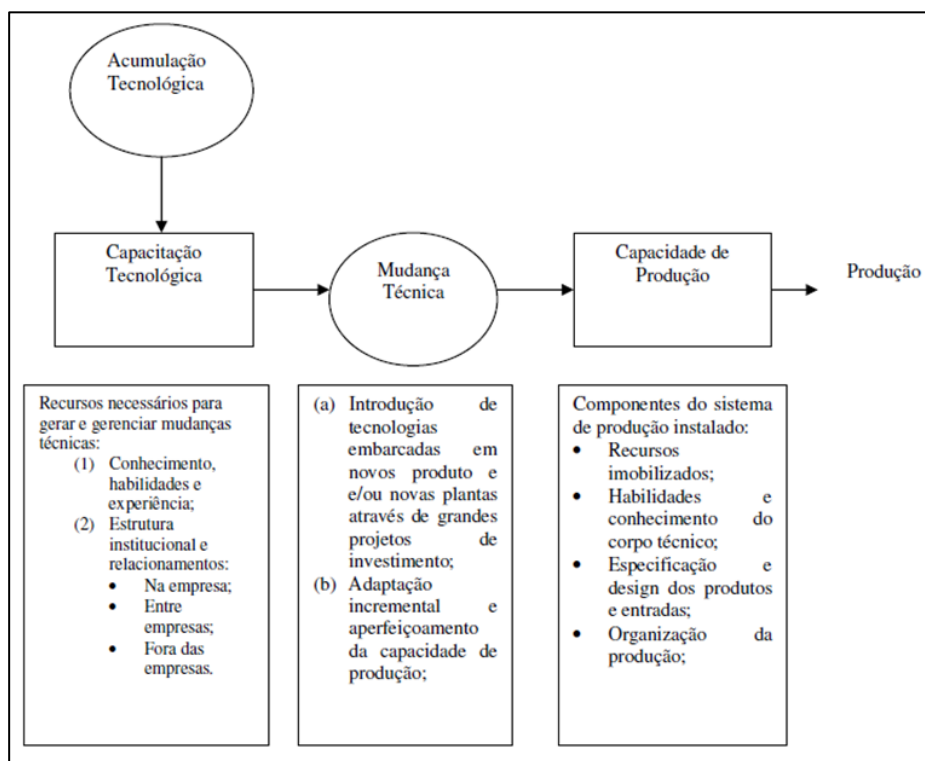 Acumulação
Tecnológica
Capacitação
Tecnológica
Mudança
Técnica
Capacidade de
Produção
Produção
Recursos necessários para
gerar e gerenciar mudanças
técnicas:
(1) Conhecimento,
habilidades e
experiência;
(2) Estrutura
institucional e
relacionamentos:
• Na empresa;
• Entre
empresas;
• Fora das
empresas.
(a) Introdução de
tecnologias
embarcadas em
novos produto e
e/ou novas plantas
através de grandes
projetos de
investimento;
(b) Adaptação
incremental e
aperfeiçoamento
da capacidade de
produção;
Componentes do sistema
de produção instalado:
• Recursos
imobilizados;
• Habilidades e
conhecimento do
corpo técnico;
• Especificação e
design dos produtos
e entradas;
• Organização da
produção;